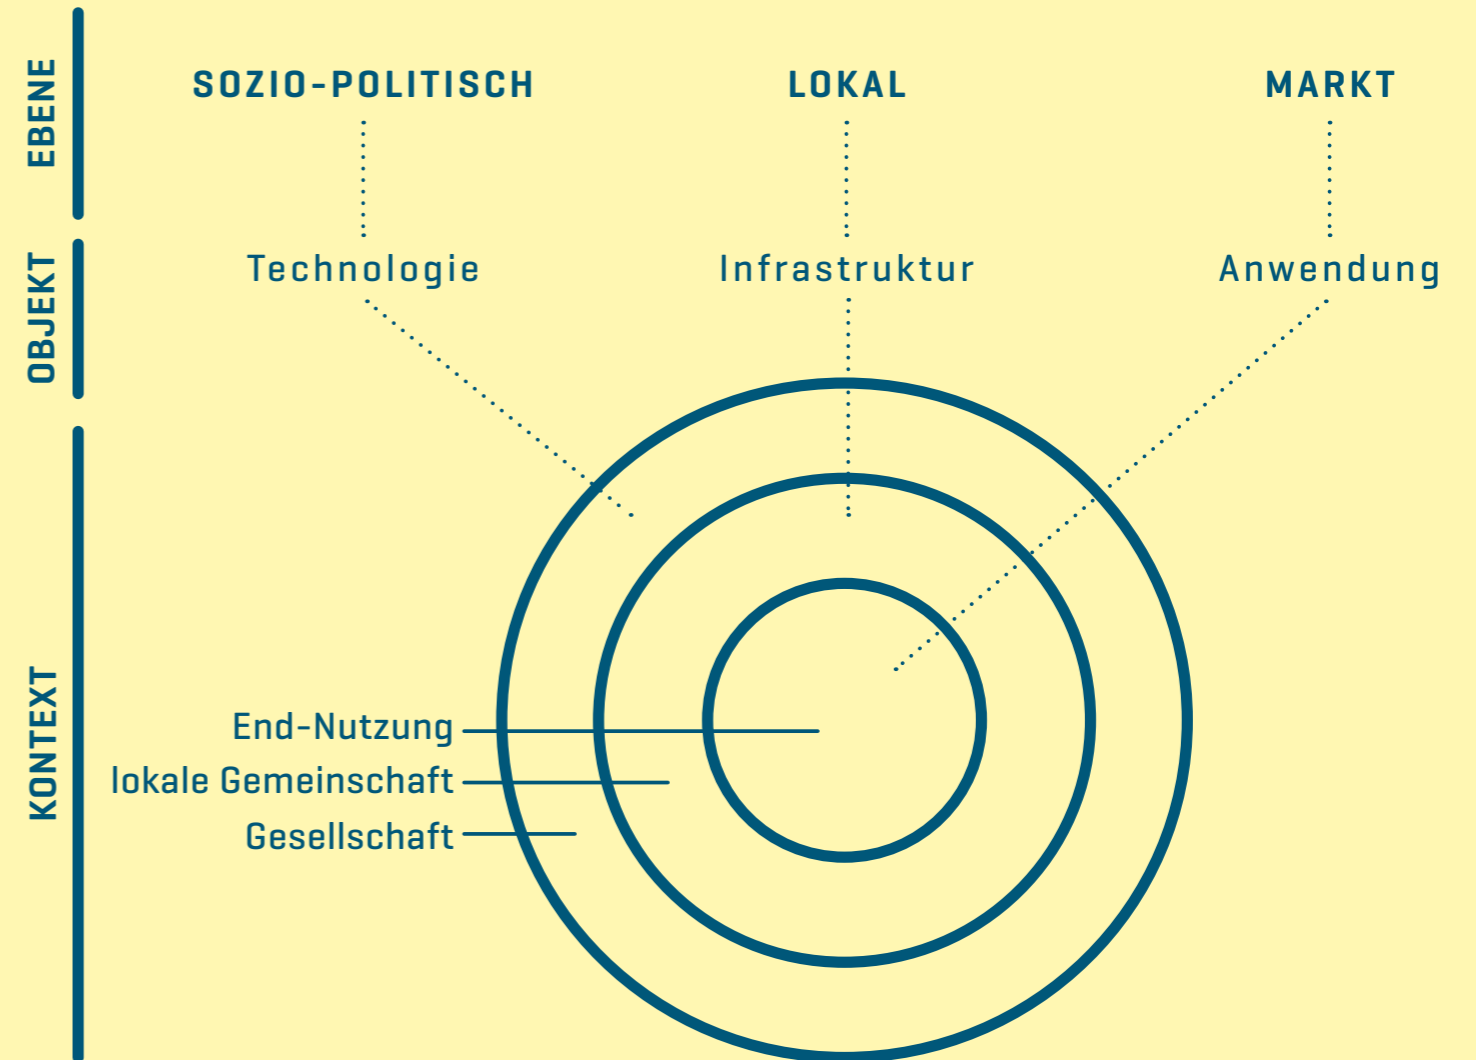 EBENE
SOZIO-POLITISCH
LOKAL
MARKT
OBJEKT
Technologie
Infrastruktur
Anwendung
KONTEXT
End-Nutzung
lokale Gemeinschaft
Gesellschaft